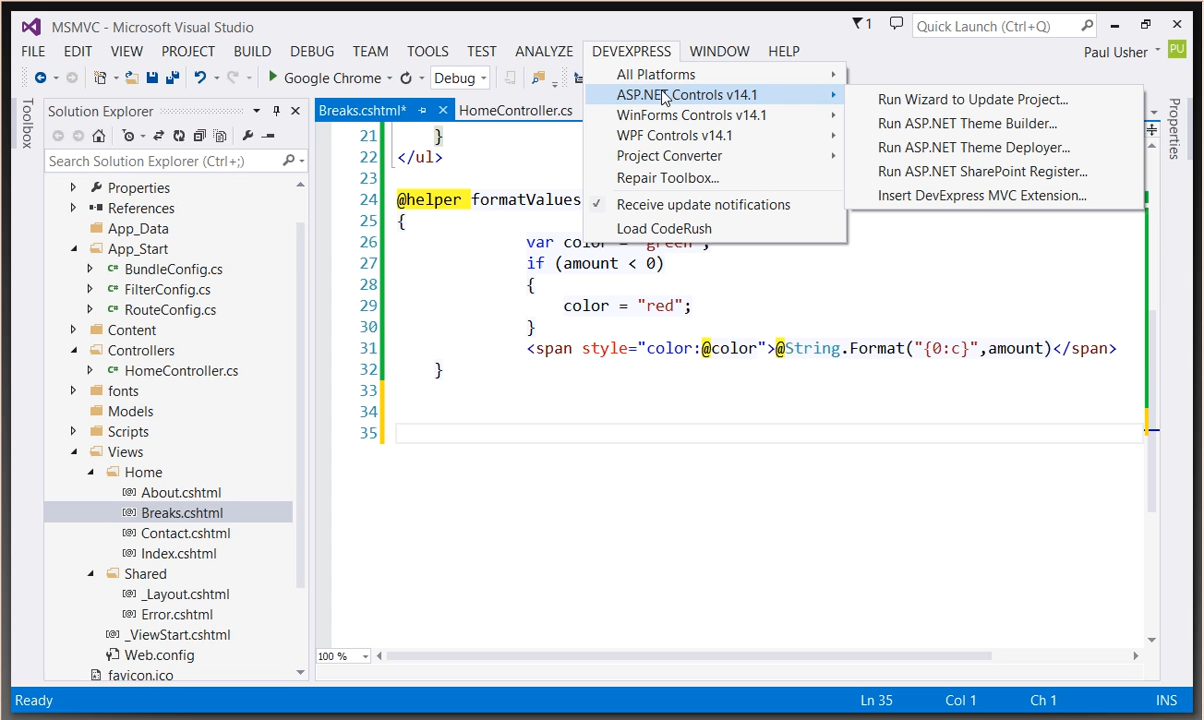 MSMVC - Microsoft Visual Studio
1
Quick Launch (Ctrl+Q)
FILE EDIT VIEW PROJECT BUILD DEBUG TEAM TOOLS TEST ANALYZE DEVEXPRESS WINDOW HELP
Paul Usher
PU
Google Chrome
Debug
All Platforms
ASP.NET Controls v14.1
WinForms Controls v14.1
WPF Controls v14.1
Project Converter
Repair Toolbox...
Receive update notifications
Load CodeRush
Run Wizard to Update Project...
Run ASP.NET Theme Builder...
Run ASP.NET Theme Deployer...
Run ASP.NET SharePoint Register...
Insert DevExpress MVC Extension...
Toolbox
Properties
Solution Explorer
Search Solution Explorer (Ctrl+;)
Properties
References
App_Data
App_Start
C# BundleConfig.cs
C# FilterConfig.cs
C# RouteConfig.cs
Content
Controllers
C# HomeController.cs
fonts
Models
Scripts
Views
Home
[@] About.cshtml
[@] Breaks.cshtml
[@] Contact.cshtml
[@] Index.cshtml
Shared
[@] _Layout.cshtml
[@] Error.cshtml
[@] _ViewStart.cshtml
Web.config
favicon.ico
Breaks.cshtml*
HomeController.cs
21 }
22 </ul>
23
24 @helper formatValues
25 {
26 var color = "green";
27 if (amount < 0)
28 {
29 color = "red";
30 }
31 <span style="color:@color">@String.Format("{0:c}",amount)</span>
32 }
33
34
35
100 %
Ready
Ln 35
Col 1
Ch 1
INS